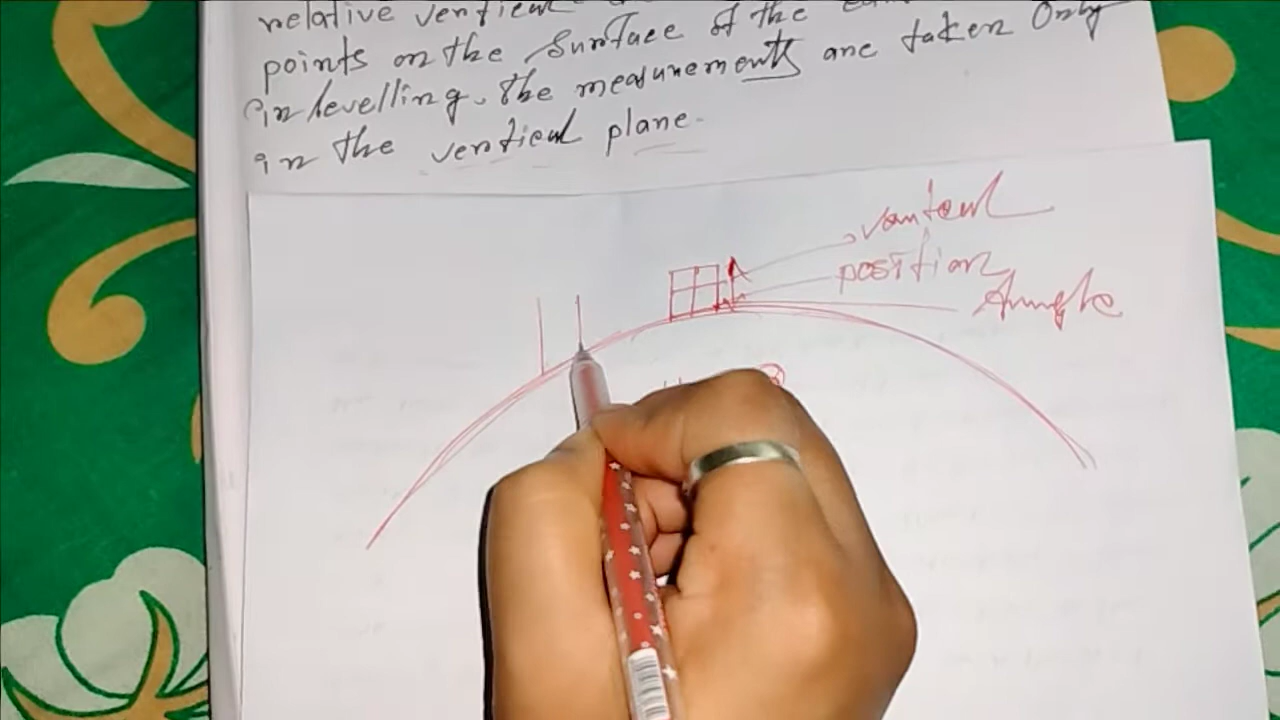 relative vertical
points on the surface of the
in levelling. The measurements are taken only
in the vertical plane.
position
Angle